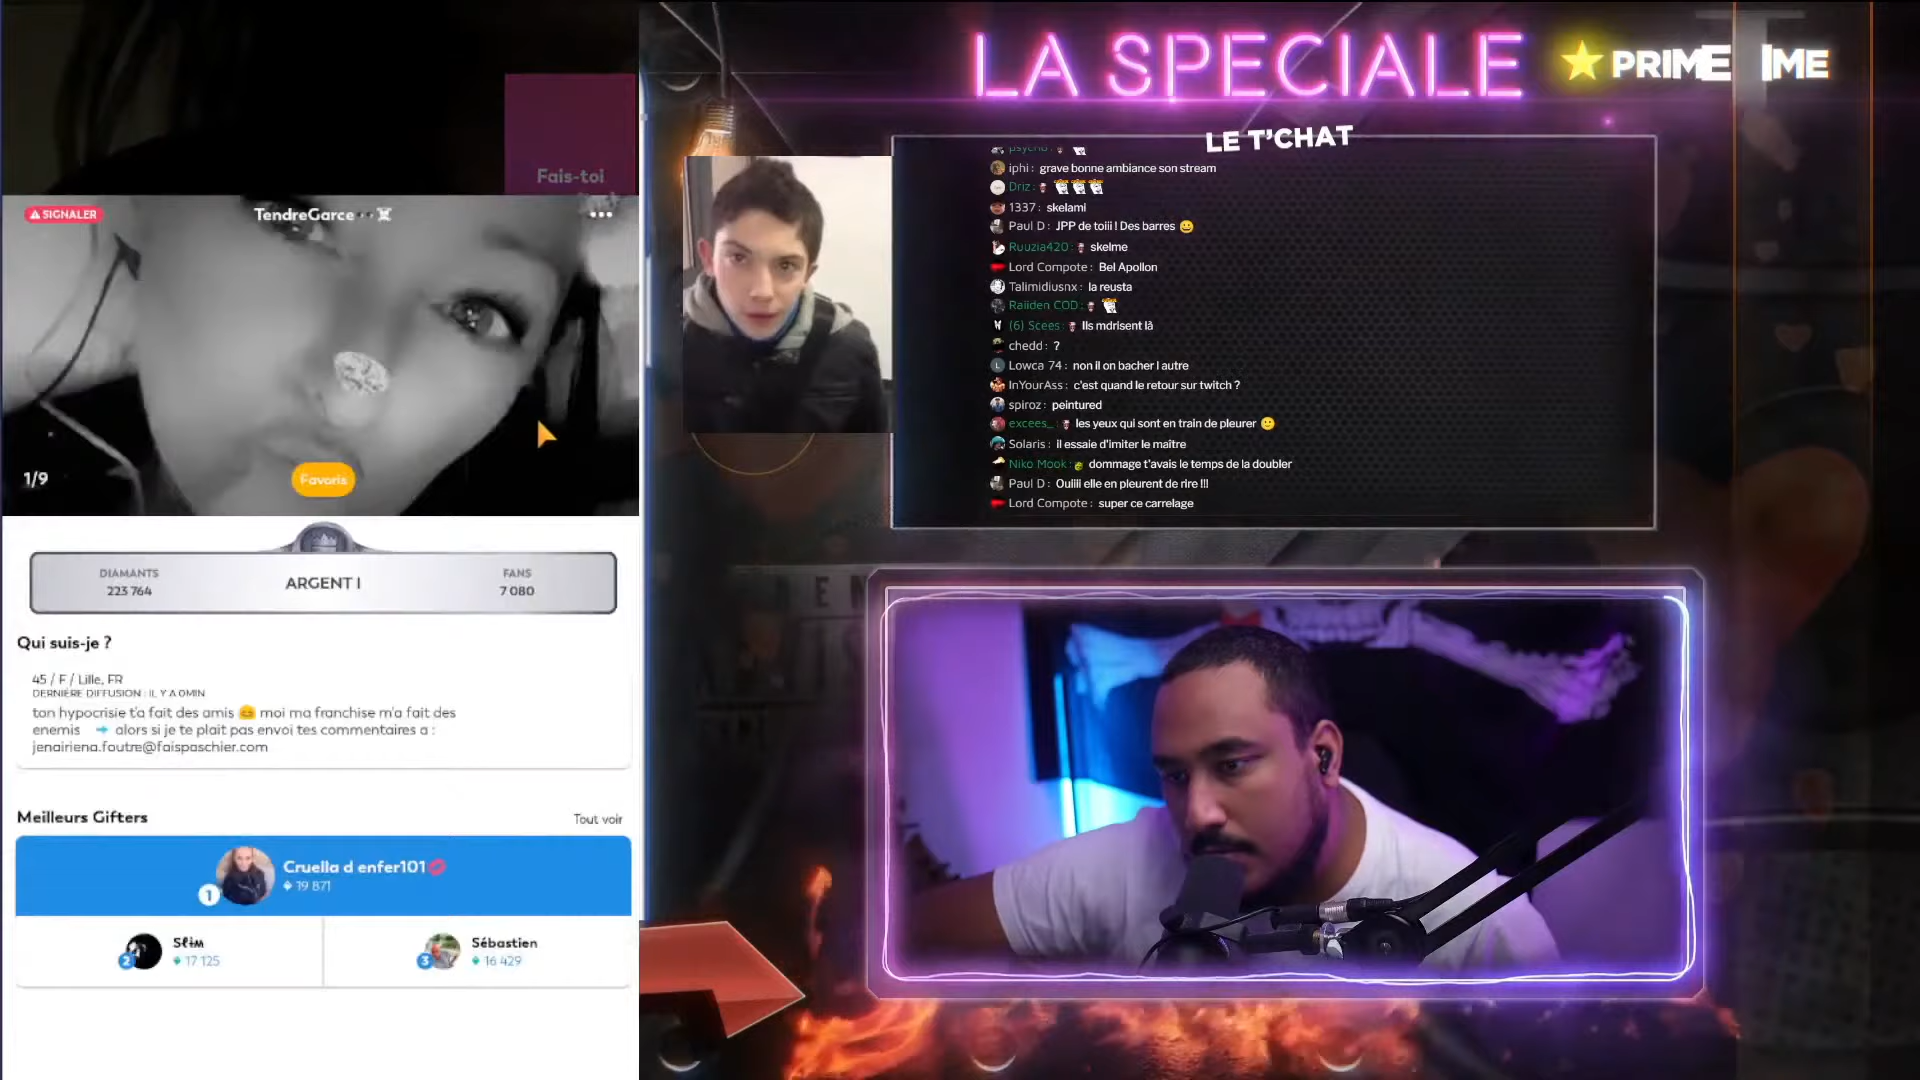 Fais-toi
SIGNALER
TendreGarce
1/9
Favoris
DIAMANTS
223 764
ARGENT I
FANS
7 080
Qui suis-je ?
45 / F / Lille, FR
DERNIÈRE DIFFUSION : IL Y A 0MIN
ton hypocrisie t'a fait des amis 😊 moi ma franchise m'a fait des
enemis ➡ alors si je te plait pas envoi tes commentaires a :
jenairiena.foutre@faispaschier.com
Meilleurs Gifters
Tout voir
Cruella d enfer101💋
19 871
1
Sébastien
2
17 125
3
16 429
LA SPECIALE
PRIME IME
LE T'CHAT
psycho :
iphi : grave bonne ambiance son stream
Driz :
1337 : skelami
Paul D : JPP de toiii ! Des barres 😀
Ruuzia420 : skelme
Lord Compote : Bel Apollon
Talimidiusnx : la reusta
Raiiden COD :
(6) Scees : Ils mdrisent là
chedd : ?
Lowca 74 : non il on bacher l autre
InYourAss : c'est quand le retour sur twitch ?
spiroz : peintured
excees_ : les yeux qui sont en train de pleurer 🙂
Solaris : il essaie d'imiter le maitre
Niko Mook : dommage t'avais le temps de la doubler
Paul D : Ouiiii elle en pleurent de rire !!!
Lord Compote : super ce carrelage